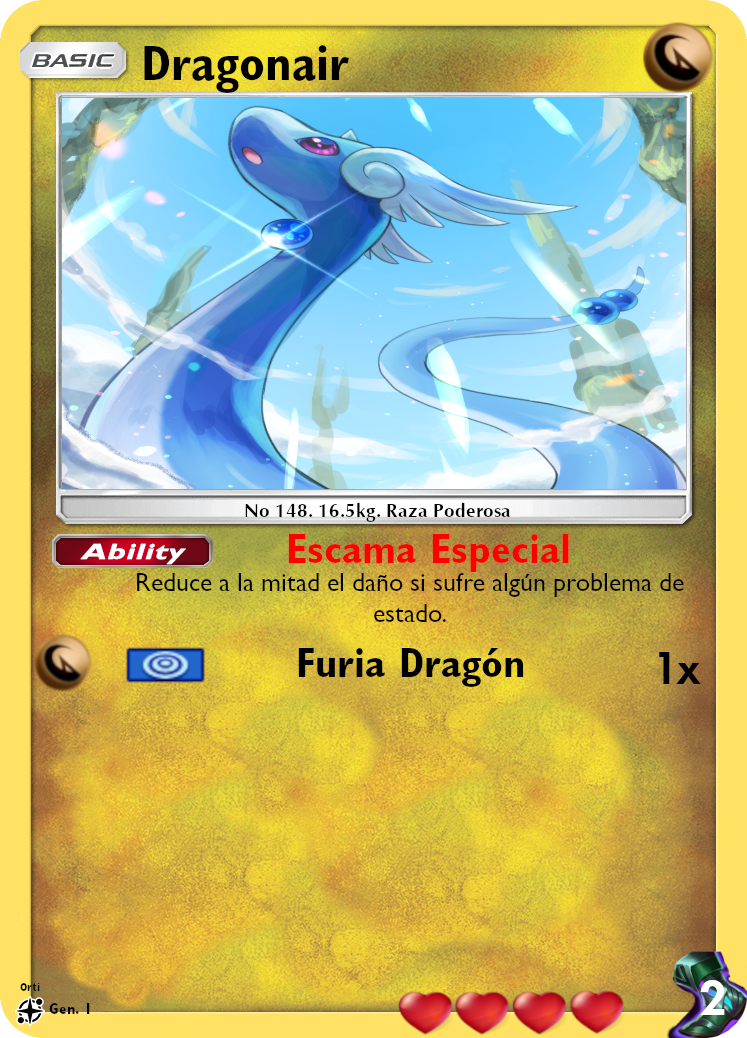 BASIC Dragonair
No 148. 16.5kg. Raza Poderosa
Ability Escama Especial
Reduce a la mitad el daño si sufre algún problema de
estado.
Furia Dragón 1x
Orti
Gen. 1
2